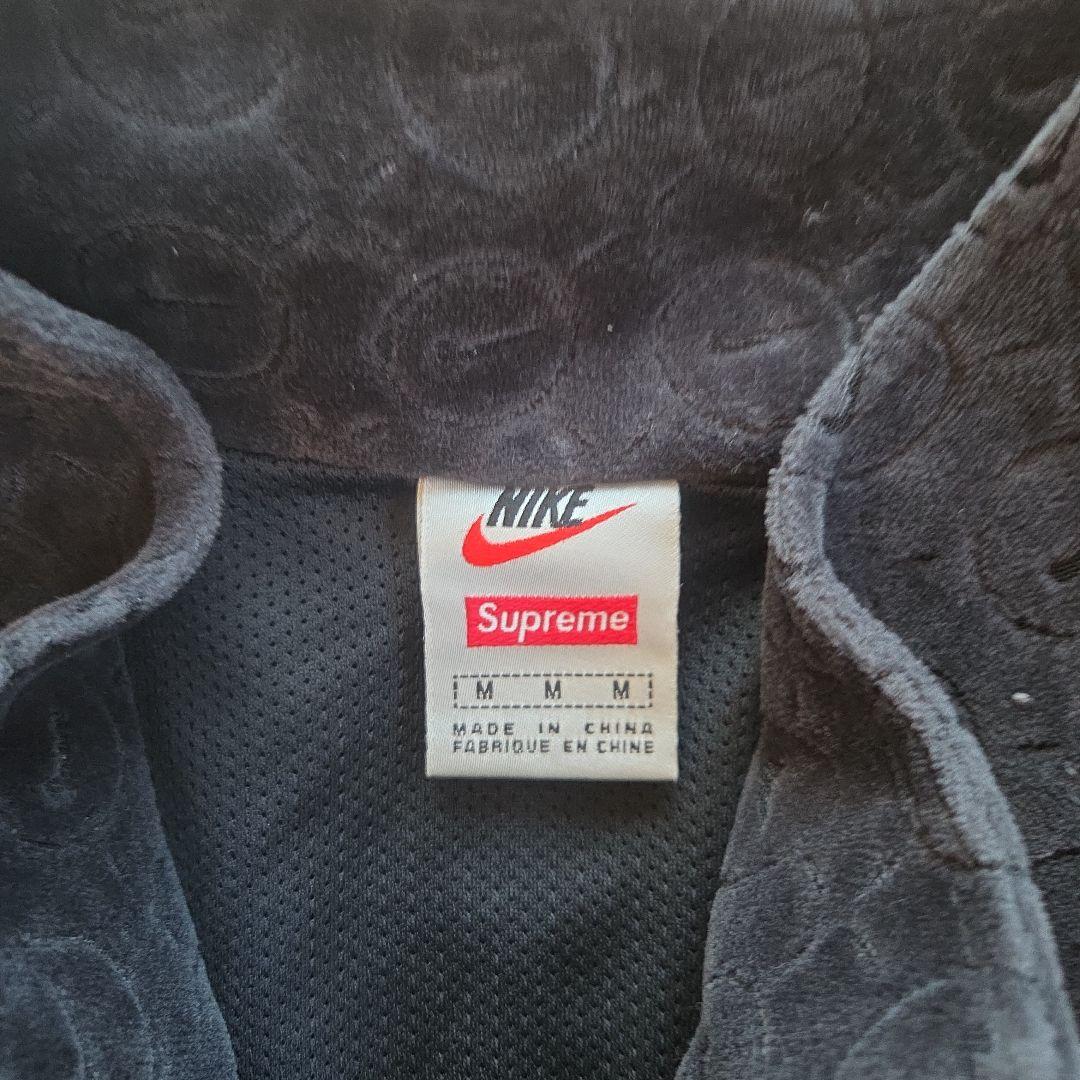 NIKE
Supreme
M M M
MADE IN CHINA
FABRIQUE EN CHINE